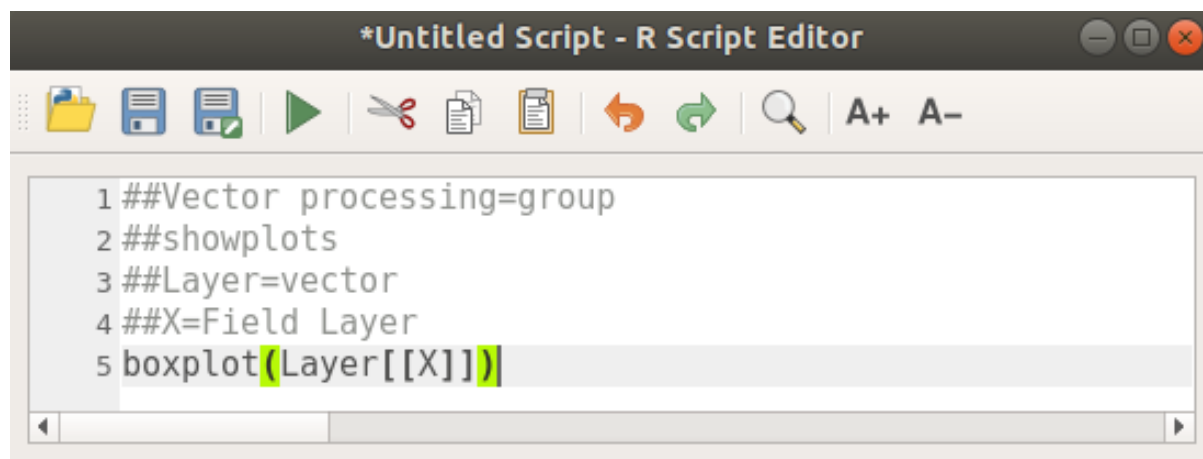 *Untitled Script - R Script Editor
A+ A-
1 ##Vector processing=group
2 ##showplots
3 ##Layer=vector
4 ##X=Field Layer
5 boxplot(Layer[[X]])